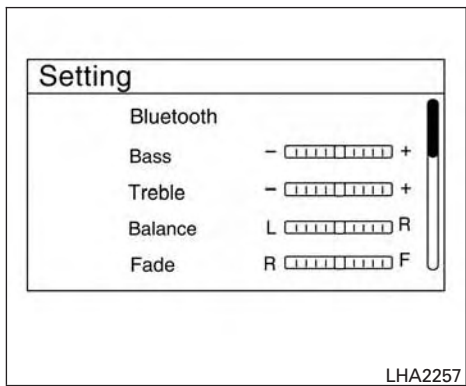 Setting
Bluetooth
Bass - +
Treble - +
Balance L R
Fade R F
LHA2257